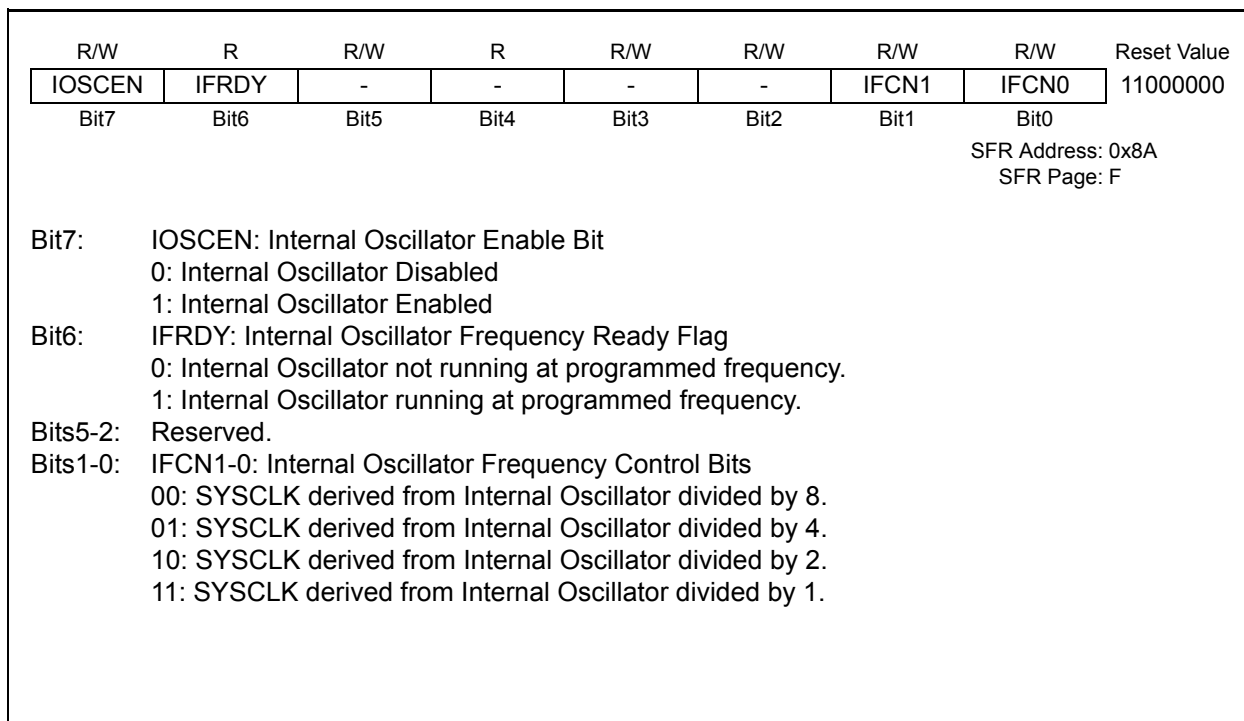 R/W R R/W R R/W R/W R/W R/W Reset Value
IOSCEN IFRDY - - - - IFCN1 IFCN0 11000000
Bit7 Bit6 Bit5 Bit4 Bit3 Bit2 Bit1 Bit0
SFR Address: 0x8A
SFR Page: F
Bit7: IOSCEN: Internal Oscillator Enable Bit
0: Internal Oscillator Disabled
1: Internal Oscillator Enabled
Bit6: IFRDY: Internal Oscillator Frequency Ready Flag
0: Internal Oscillator not running at programmed frequency.
1: Internal Oscillator running at programmed frequency.
Bits5-2: Reserved.
Bits1-0: IFCN1-0: Internal Oscillator Frequency Control Bits
00: SYSCLK derived from Internal Oscillator divided by 8.
01: SYSCLK derived from Internal Oscillator divided by 4.
10: SYSCLK derived from Internal Oscillator divided by 2.
11: SYSCLK derived from Internal Oscillator divided by 1.